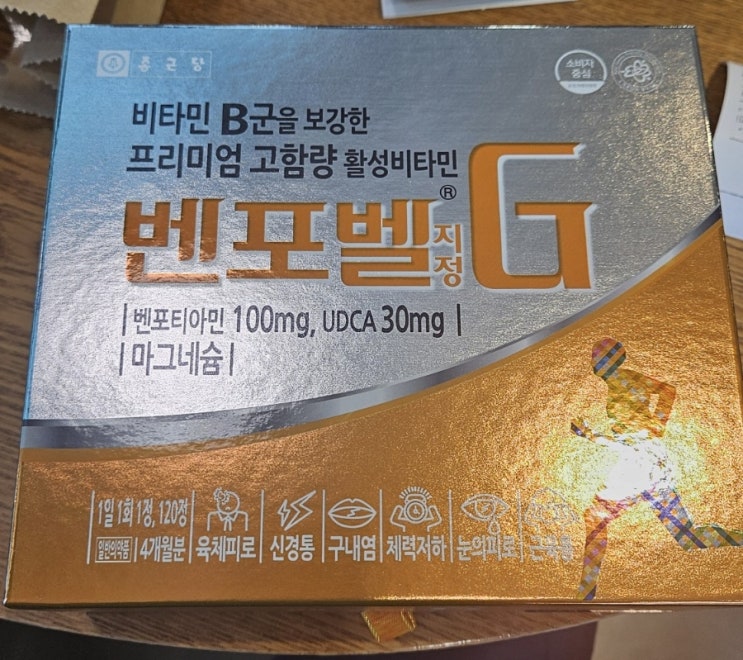 종근당
소비자
중심
비타민 B군을 보강한
프리미엄 고함량 활성비타민
벤포벨® 지정 G
벤포티아민 100mg, UDCA 30mg
마그네슘
1일 1회 1정, 120정
일반의약품 4개월분
육체피로
신경통
구내염
체력저하
눈의피로
근육통